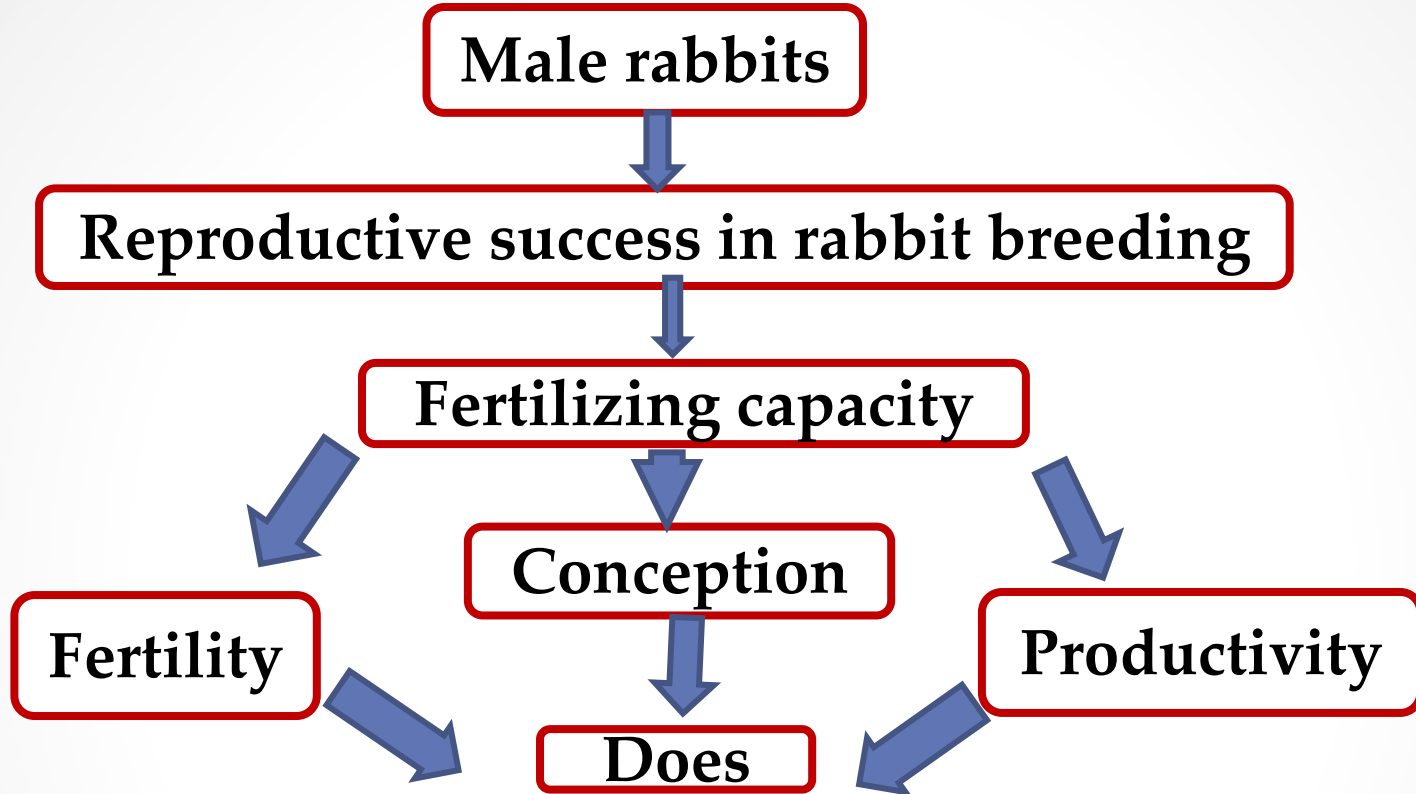 Male rabbits
Reproductive success in rabbit breeding
Fertilizing capacity
Conception
Fertility
Productivity
Does